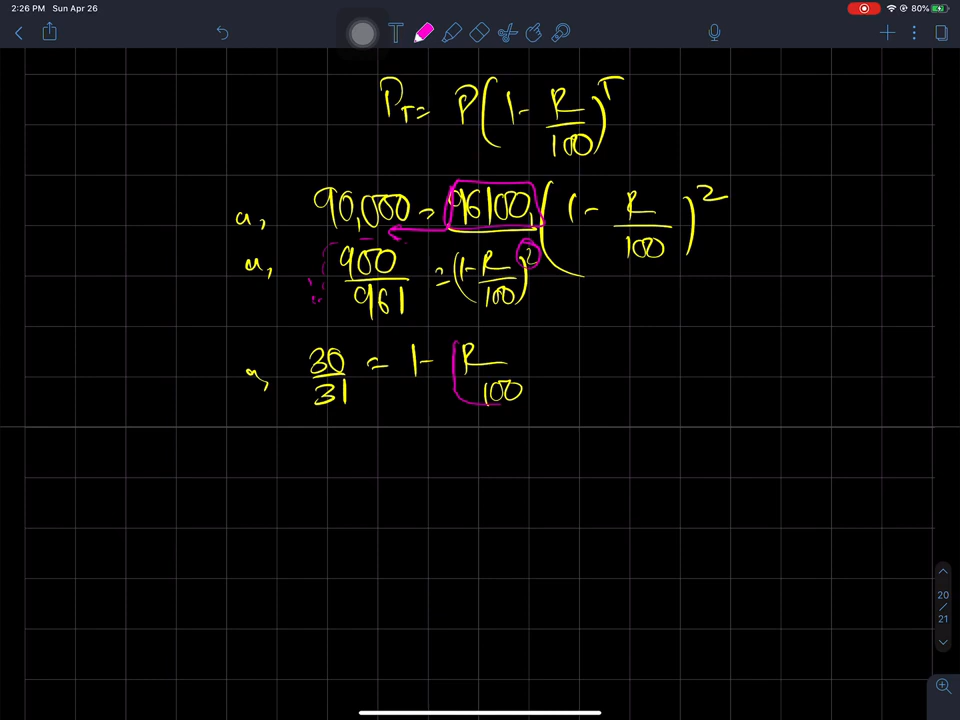 2:26 PM Sun Apr 26 80%
T
P_T = P(1 - R/100)^T
a, 90,000 = 96100, (1 - R/100)^2
a, 900/961 = (1 - R/100)^2
a, 30/31 = 1 - R/100
20
/
21